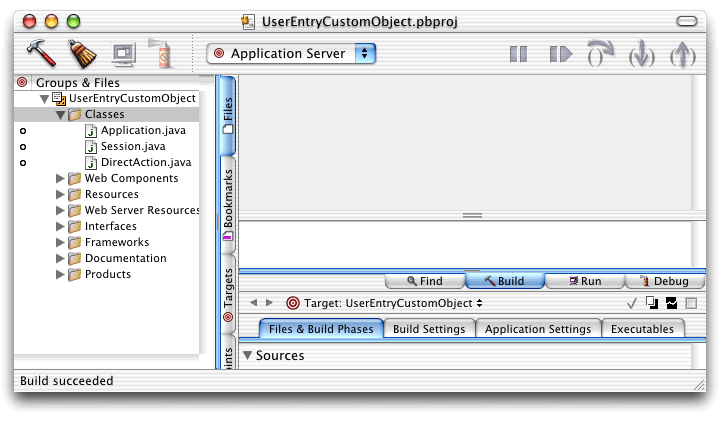 UserEntryCustomObject.pbproj
Application Server
Groups & Files
UserEntryCustomObject
Classes
Application.java
Session.java
DirectAction.java
Web Components
Resources
Web Server Resources
Interfaces
Frameworks
Documentation
Products
Files
Bookmarks
Targets
Find
Build
Run
Debug
Target: UserEntryCustomObject
Files & Build Phases
Build Settings
Application Settings
Executables
Sources
Build succeeded